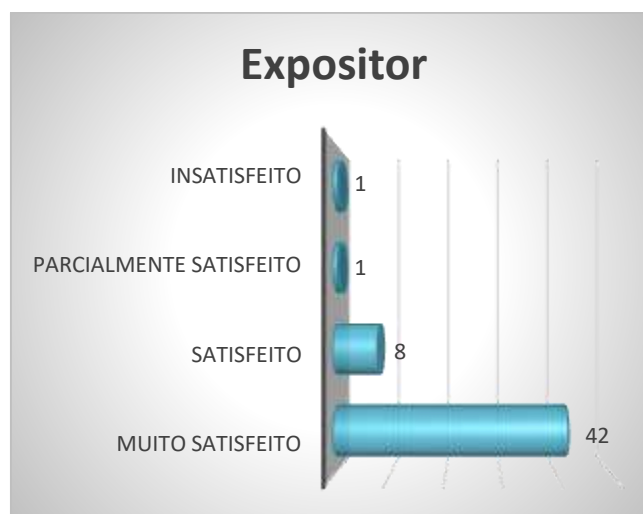 Expositor
INSATISFEITO 1
PARCIALMENTE SATISFEITO 1
SATISFEITO 8
MUITO SATISFEITO 42